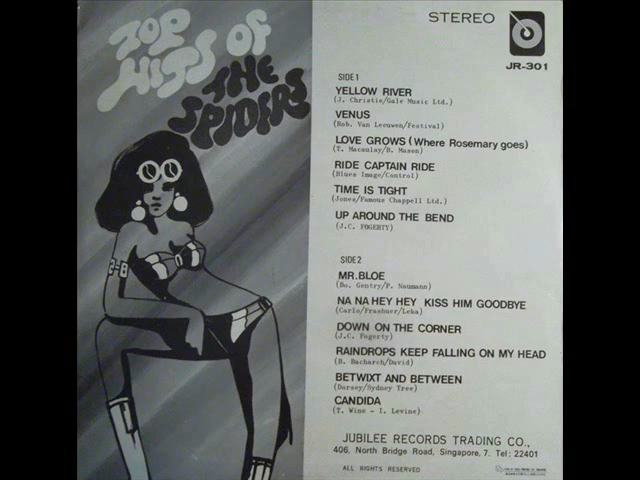 TOP
HITS OF
THE
SPIDERS
STEREO
JR-301
SIDE 1
YELLOW RIVER
(J. Christie/Gale Music Ltd.)
VENUS
(Rob. Van Leeuwen/Festival)
LOVE GROWS (Where Rosemary goes)
(T. Macaulay/B. Mason)
RIDE CAPTAIN RIDE
(Blues Image/Control)
TIME IS TIGHT
(Jones/Famous Chappell Ltd.)
UP AROUND THE BEND
(J.C. FOGERTY)
SIDE 2
MR. BLOE
(Bo. Gentry/P. Naumann)
NA NA HEY HEY KISS HIM GOODBYE
(Carlo/Frashuer/Leka)
DOWN ON THE CORNER
(J.C. Fogerty)
RAINDROPS KEEP FALLING ON MY HEAD
(B. Bacharch/David)
BETWIXT AND BETWEEN
(Dorsey/Sydney Tree)
CANDIDA
(T. Wine - I. Levine)
JUBILEE RECORDS TRADING CO.,
406, North Bridge Road, Singapore, 7. Tel: 22401
ALL RIGHTS RESERVED